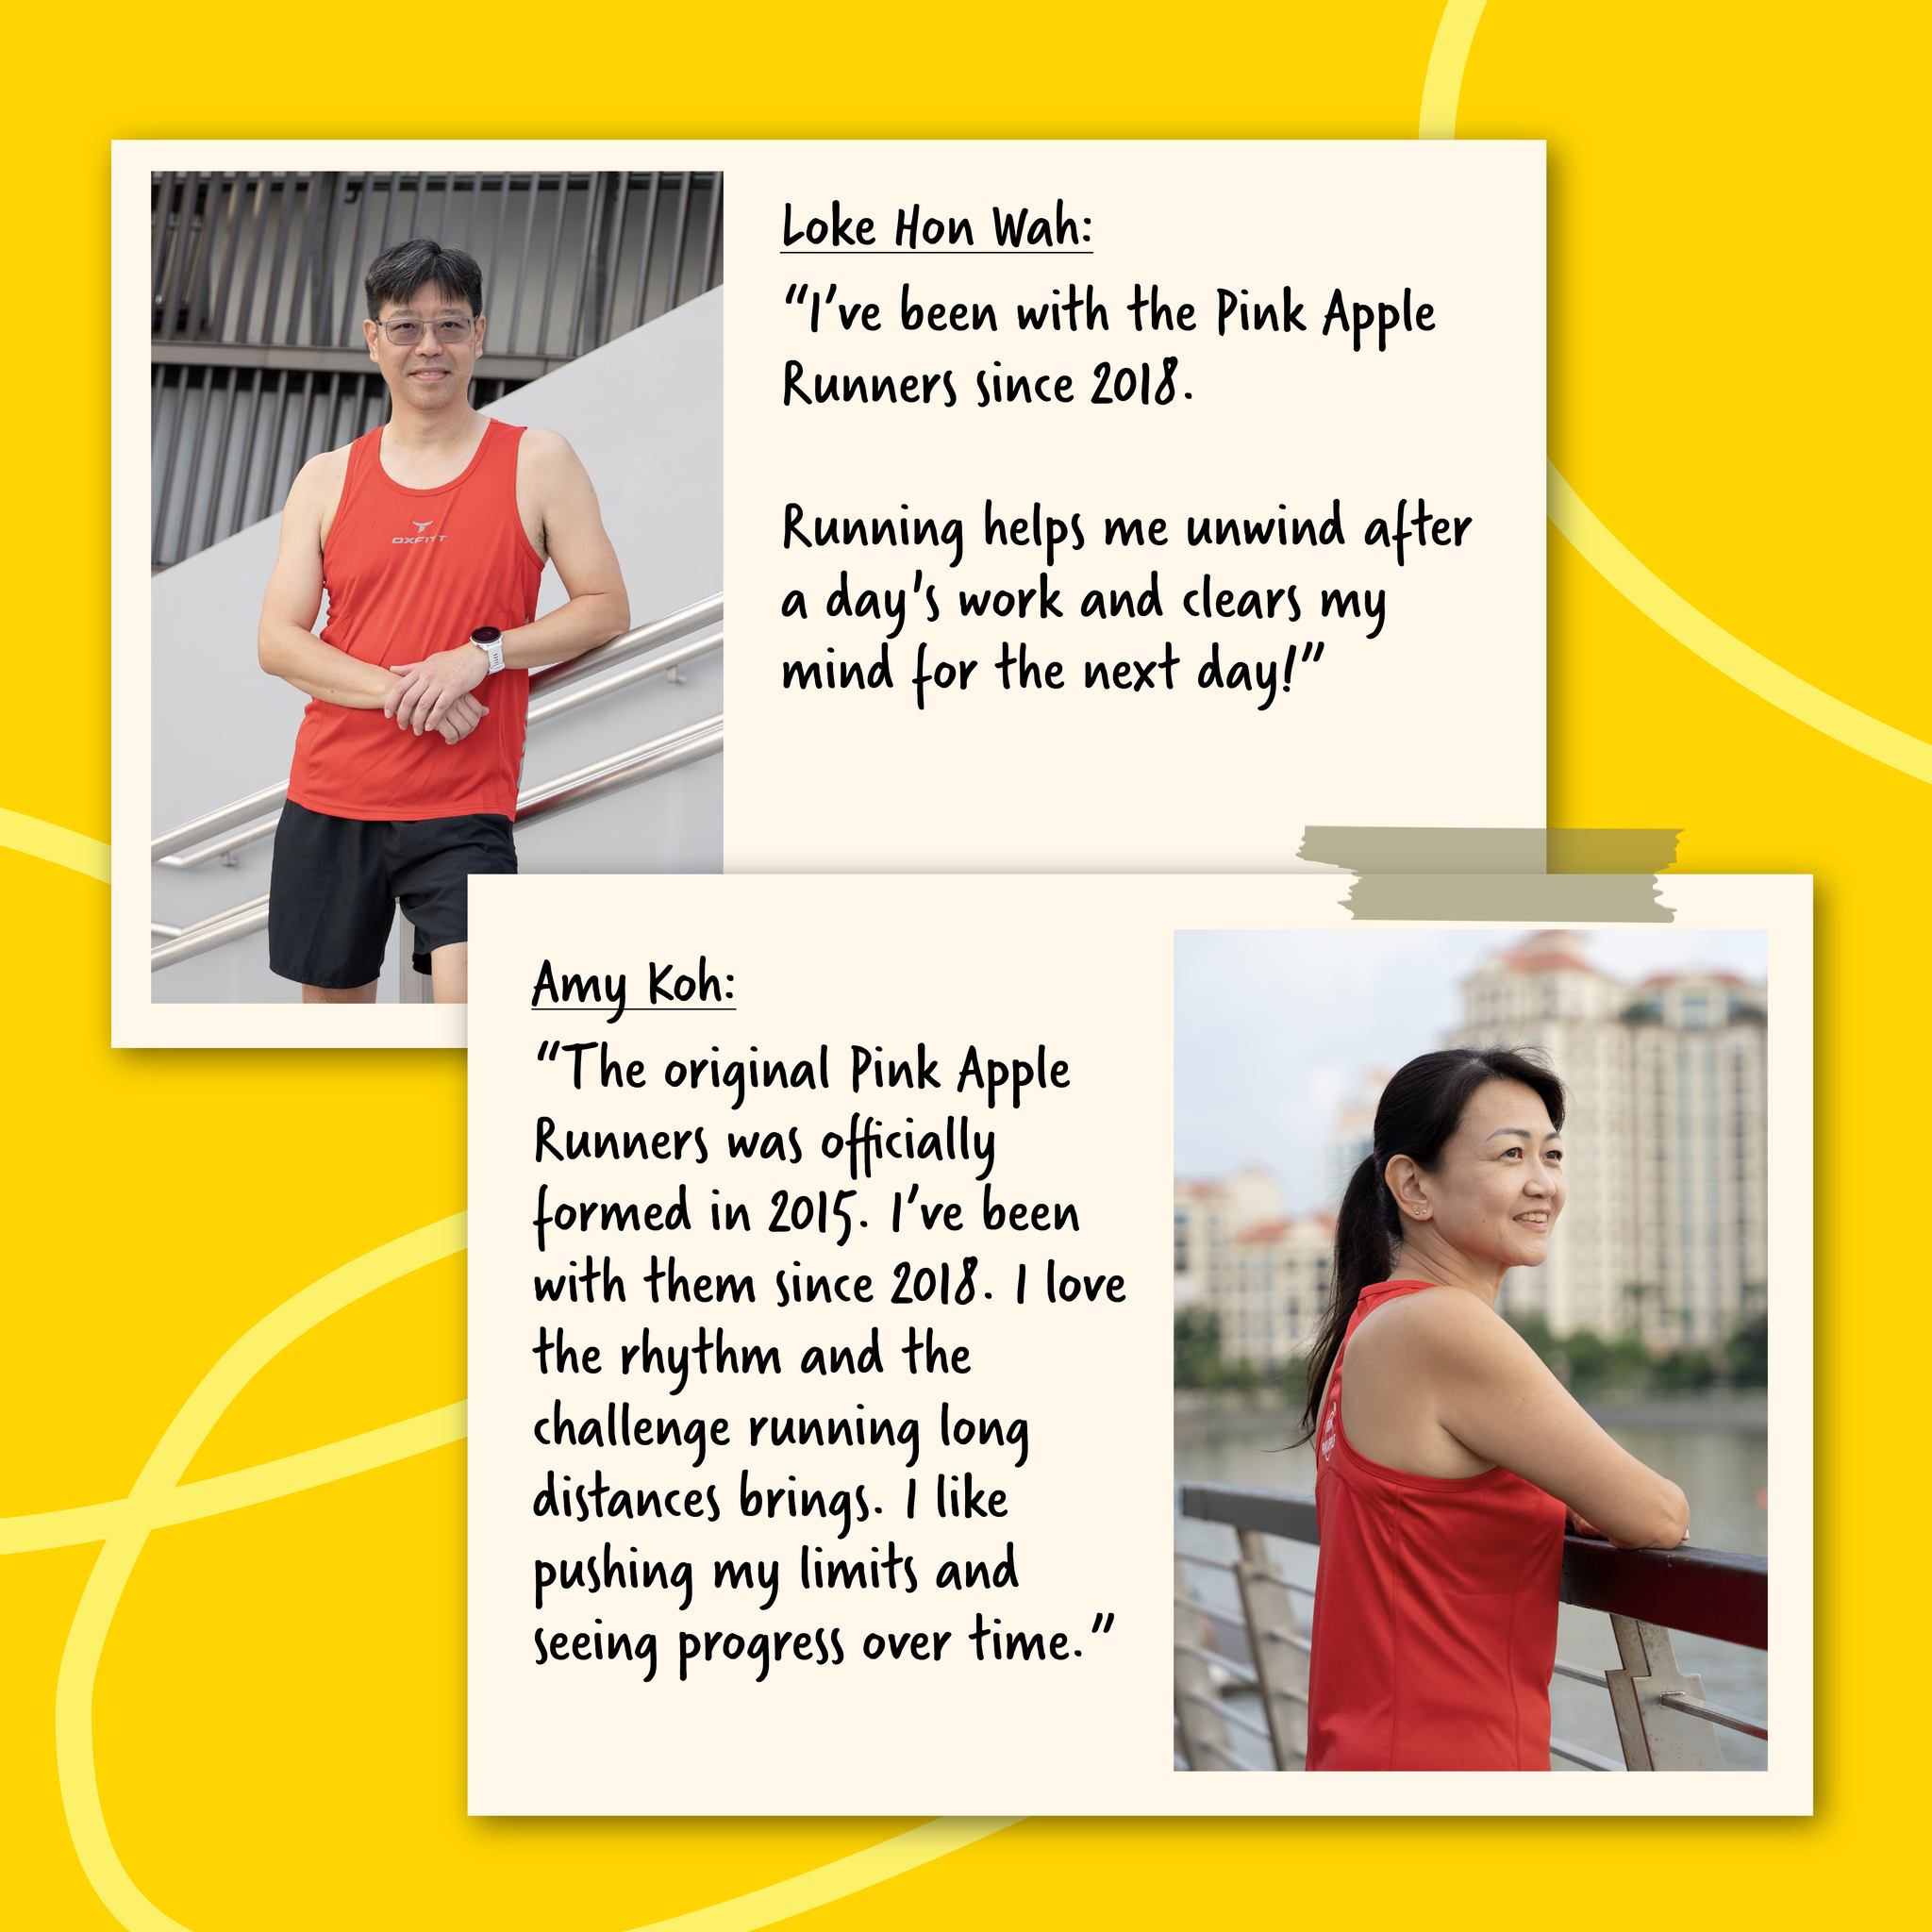 Loke Hon Wah:
“I’ve been with the Pink Apple
Runners since 2018.
Running helps me unwind after
a day’s work and clears my
mind for the next day!”
OXFITT
Amy Koh:
“The original Pink Apple
Runners was officially
formed in 2015. I’ve been
with them since 2018. I love
the rhythm and the
challenge running long
distances brings. I like
pushing my limits and
seeing progress over time.”